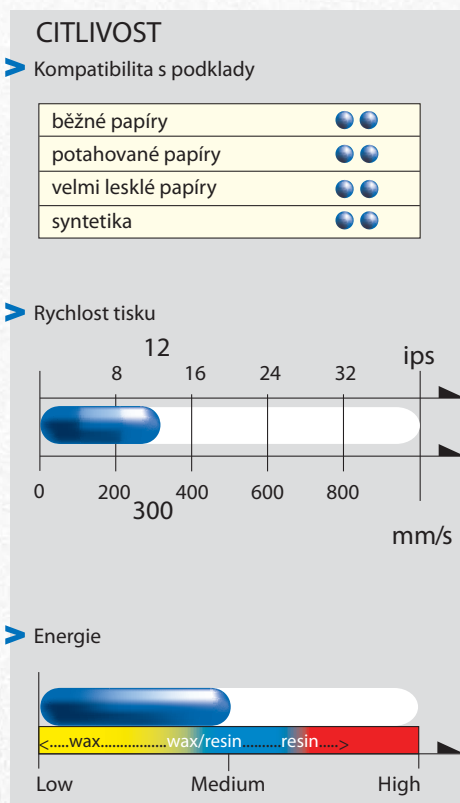 CITLIVOST
> Kompatibilita s podklady
běžné papíry
potahované papíry
velmi lesklé papíry
syntetika
> Rychlost tisku
12
8 16 24 32 ips
0 200 400 600 800
300
mm/s
> Energie
<.....wax.................wax/resin..........resin.....>
Low Medium High